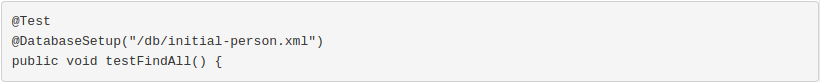 @Test
@DatabaseSetup("/db/initial-person.xml")
public void testFindAll() {